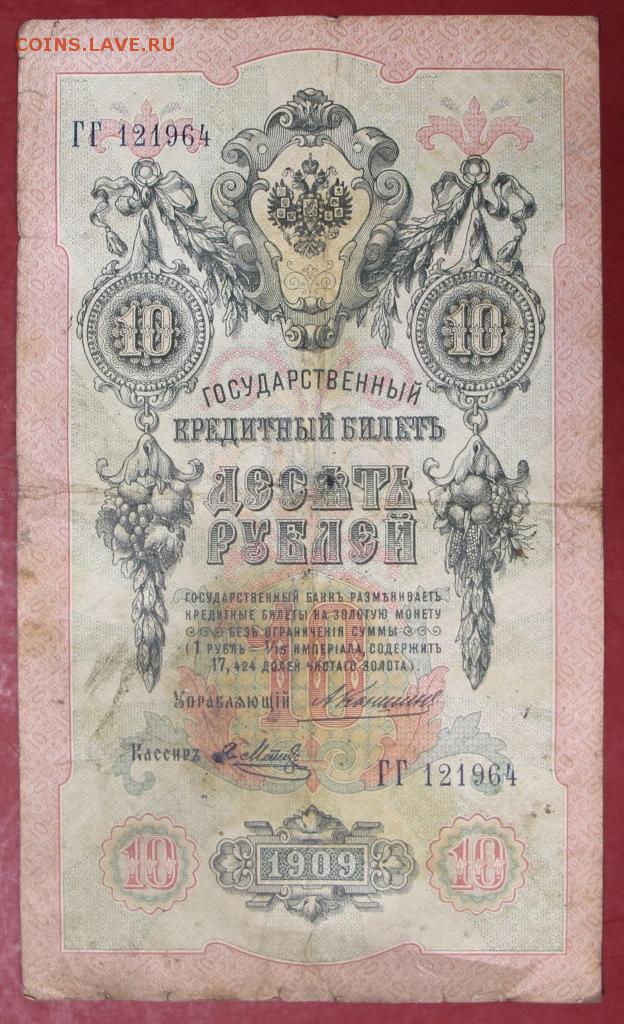 COINS.LAVE.RU
ГГ 121964
10 10
ГОСУДАРСТВЕННЫЙ
КРЕДИТНЫЙ БИЛЕТЪ
ДЕСЯТЬ
РУБЛЕЙ
ГОСУДАРСТВЕННЫЙ БАНКЪ РАЗМѢНИВАЕТЪ
КРЕДИТНЫЕ БИЛЕТЫ НА ЗОЛОТУЮ МОНЕТУ
БЕЗЪ ОГРАНИЧЕНІЯ СУММЫ
(1 РУБЛЬ = 1/15 ИМПЕРІАЛА, СОДЕРЖИТЪ
17,424 ДОЛЕЙ ЧИСТАГО ЗОЛОТА).
10
УПРАВЛЯЮЩІЙ
КАССИРЪ
ГГ 121964
10 1909 10